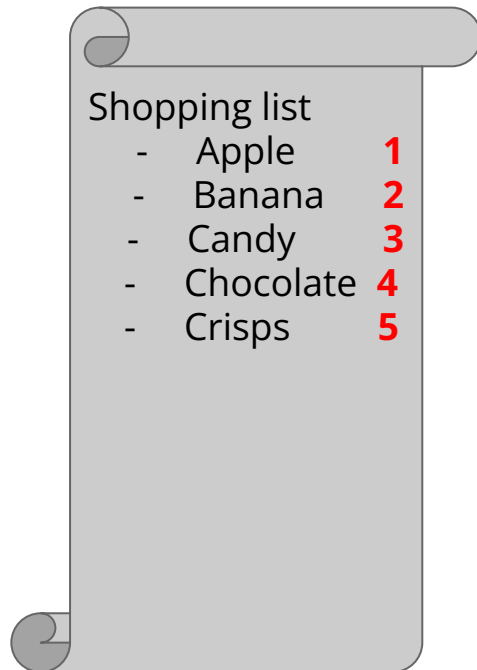 Shopping list
- Apple 1
- Banana 2
- Candy 3
- Chocolate 4
- Crisps 5